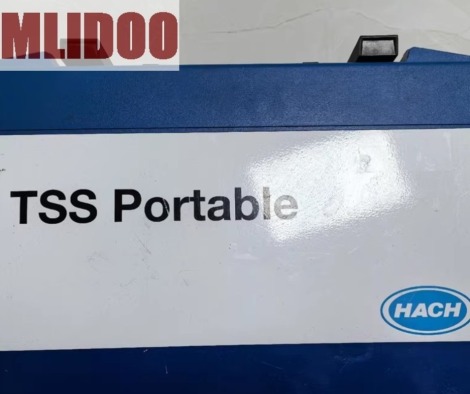 MLIDOO
TSS Portable
HACH